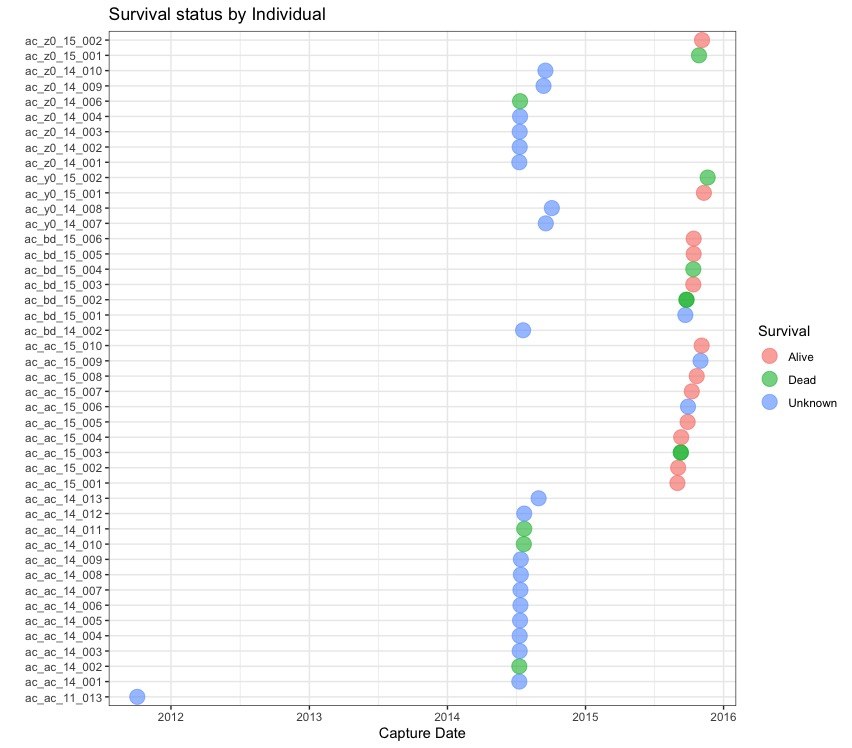 Survival status by Individual
ac_z0_15_002
ac_z0_15_001
ac_z0_14_010
ac_z0_14_009
ac_z0_14_006
ac_z0_14_004
ac_z0_14_003
ac_z0_14_002
ac_z0_14_001
ac_y0_15_002
ac_y0_15_001
ac_y0_14_008
ac_y0_14_007
ac_bd_15_006
ac_bd_15_005
ac_bd_15_004
ac_bd_15_003
ac_bd_15_002
ac_bd_15_001
ac_bd_14_002
ac_ac_15_010
ac_ac_15_009
ac_ac_15_008
ac_ac_15_007
ac_ac_15_006
ac_ac_15_005
ac_ac_15_004
ac_ac_15_003
ac_ac_15_002
ac_ac_15_001
ac_ac_14_013
ac_ac_14_012
ac_ac_14_011
ac_ac_14_010
ac_ac_14_009
ac_ac_14_008
ac_ac_14_007
ac_ac_14_006
ac_ac_14_005
ac_ac_14_004
ac_ac_14_003
ac_ac_14_002
ac_ac_14_001
ac_ac_11_013
2012 2013 2014 2015 2016
Capture Date
Survival
Alive
Dead
Unknown